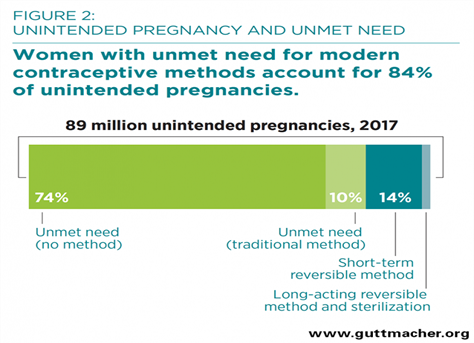 FIGURE 2:
UNINTENDED PREGNANCY AND UNMET NEED
Women with unmet need for modern
contraceptive methods account for 84%
of unintended pregnancies.
89 million unintended pregnancies, 2017
74% 10% 14%
Unmet need
(no method)
Unmet need
(traditional method)
Short-term
reversible method
Long-acting reversible
method and sterilization
www.guttmacher.org